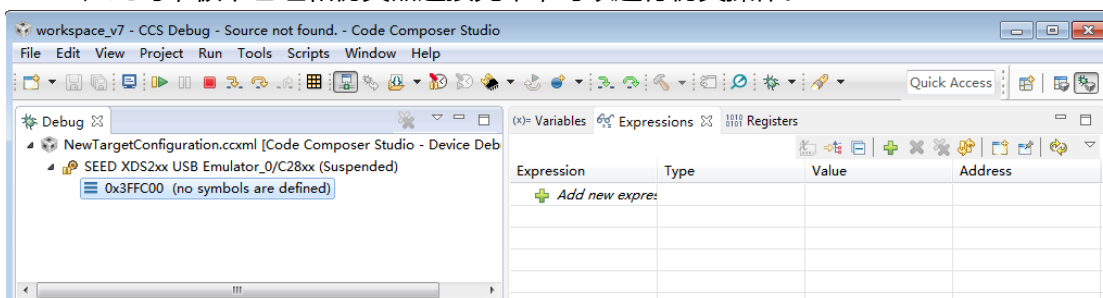 workspace_v7 - CCS Debug - Source not found. - Code Composer Studio
File Edit View Project Run Tools Scripts Window Help
Quick Access
Debug
(x)= Variables Expressions Registers
NewTargetConfiguration.ccxml [Code Composer Studio - Device Deb
SEED XDS2xx USB Emulator_0/C28xx (Suspended)
0x3FFC00 (no symbols are defined)
Expression Type Value Address
Add new expre